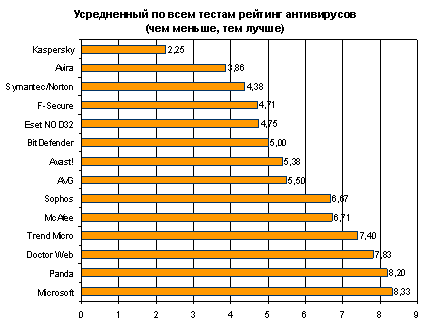 Усредненный по всем тестам рейтинг антивирусов
(чем меньше, тем лучше)
Kaspersky 2,25
Avira 3,86
Symantec/Norton 4,38
F-Secure 4,71
Eset NOD32 4,75
BitDefender 5,00
Avast! 5,38
AVG 5,50
Sophos 6,67
McAfee 6,71
Trend Micro 7,40
Doctor Web 7,83
Panda 8,20
Microsoft 8,33
0 1 2 3 4 5 6 7 8 9